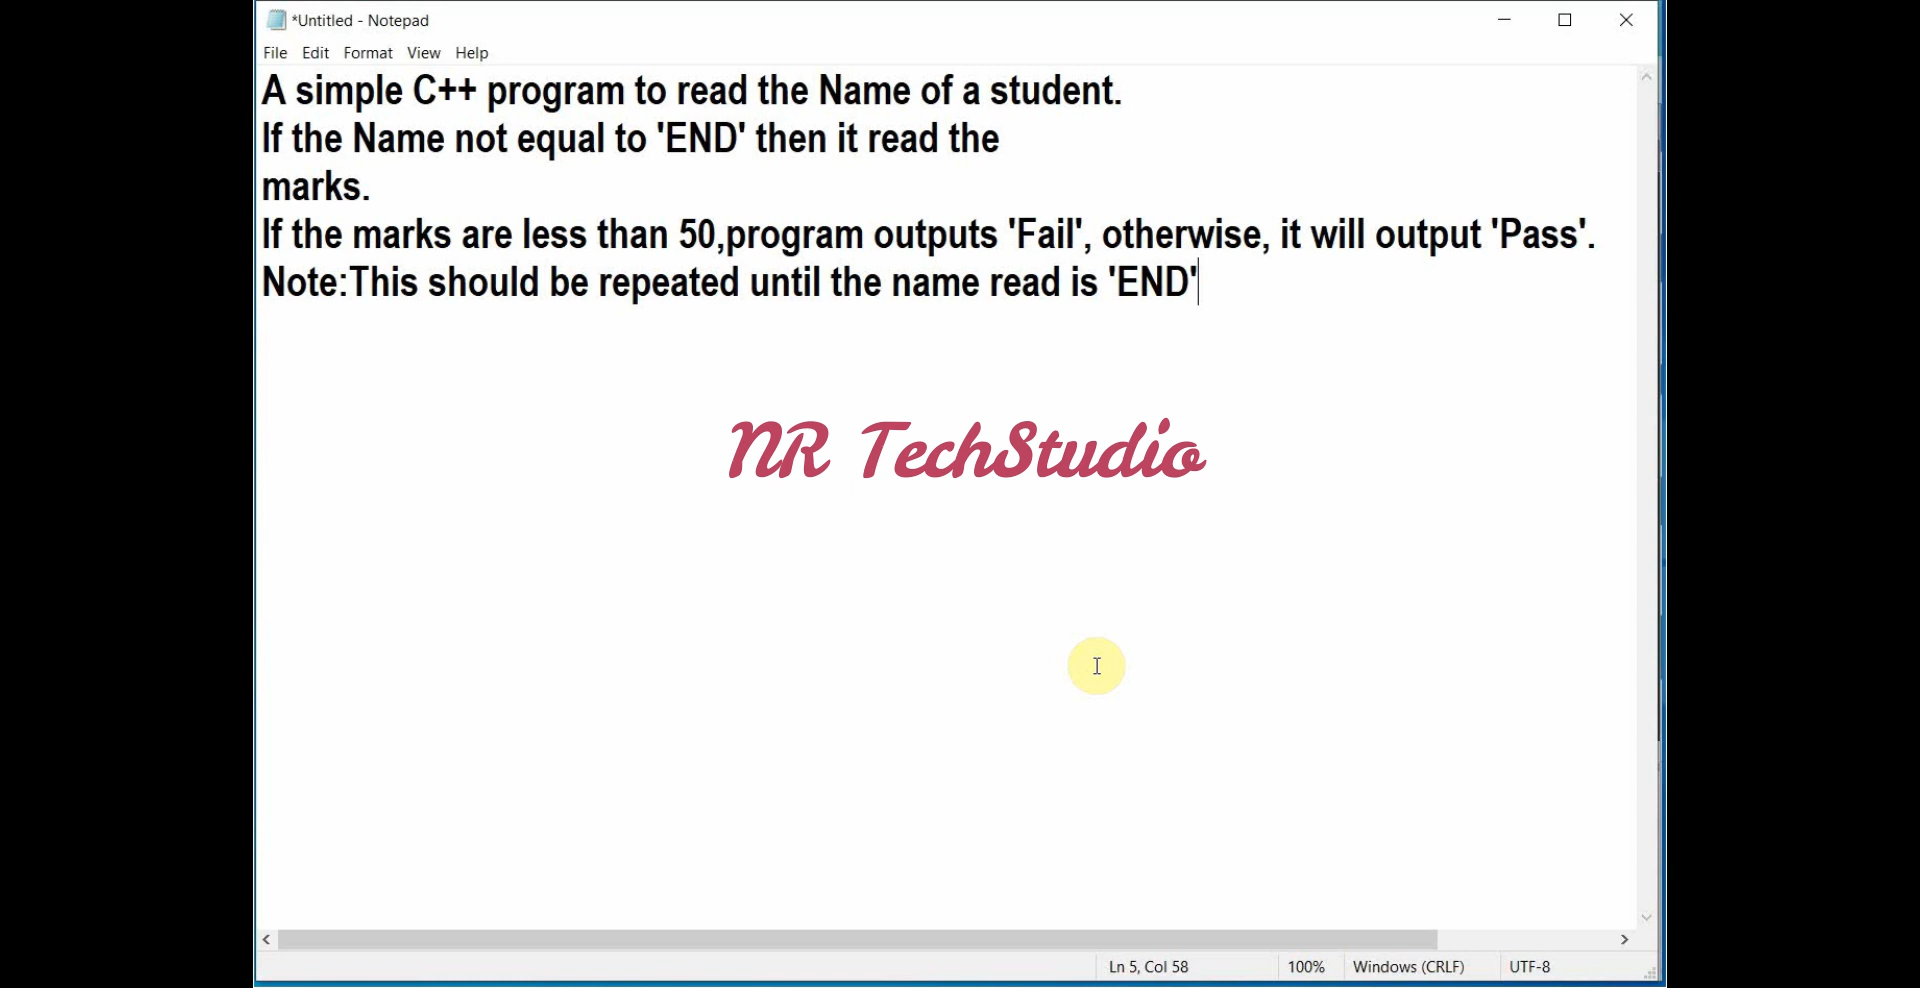 *Untitled - Notepad
File Edit Format View Help
A simple C++ program to read the Name of a student.
If the Name not equal to 'END' then it read the
marks.
If the marks are less than 50,program outputs 'Fail', otherwise, it will output 'Pass'.
Note:This should be repeated until the name read is 'END'
NR TechStudio
Ln 5, Col 58 100% Windows (CRLF) UTF-8